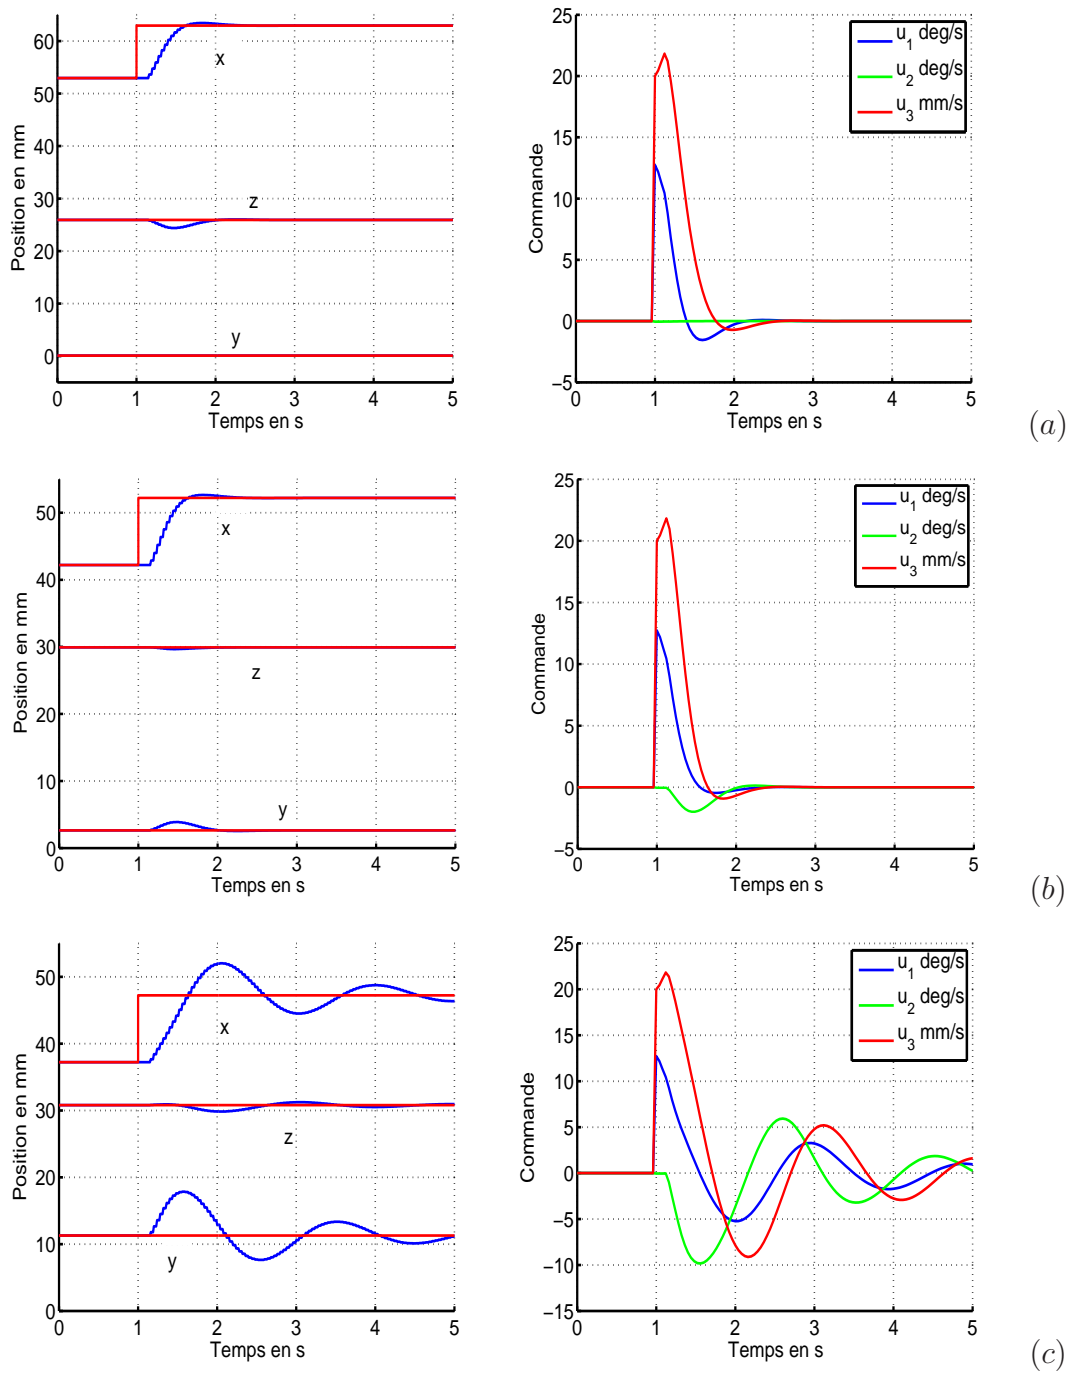 60
50
40
30
20
10
0
Position en mm
x
z
y
0 1 2 3 4 5
Temps en s
25
20
15
10
5
0
−5
Commande
u1 deg/s
u2 deg/s
u3 mm/s
0 1 2 3 4 5
Temps en s
(a)
50
40
30
20
10
0
Position en mm
x
z
y
0 1 2 3 4 5
Temps en s
25
20
15
10
5
0
−5
Commande
u1 deg/s
u2 deg/s
u3 mm/s
0 1 2 3 4 5
Temps en s
(b)
50
40
30
20
10
0
Position en mm
x
z
y
0 1 2 3 4 5
Temps en s
25
20
15
10
5
0
−5
−10
−15
Commande
u1 deg/s
u2 deg/s
u3 mm/s
0 1 2 3 4 5
Temps en s
(c)